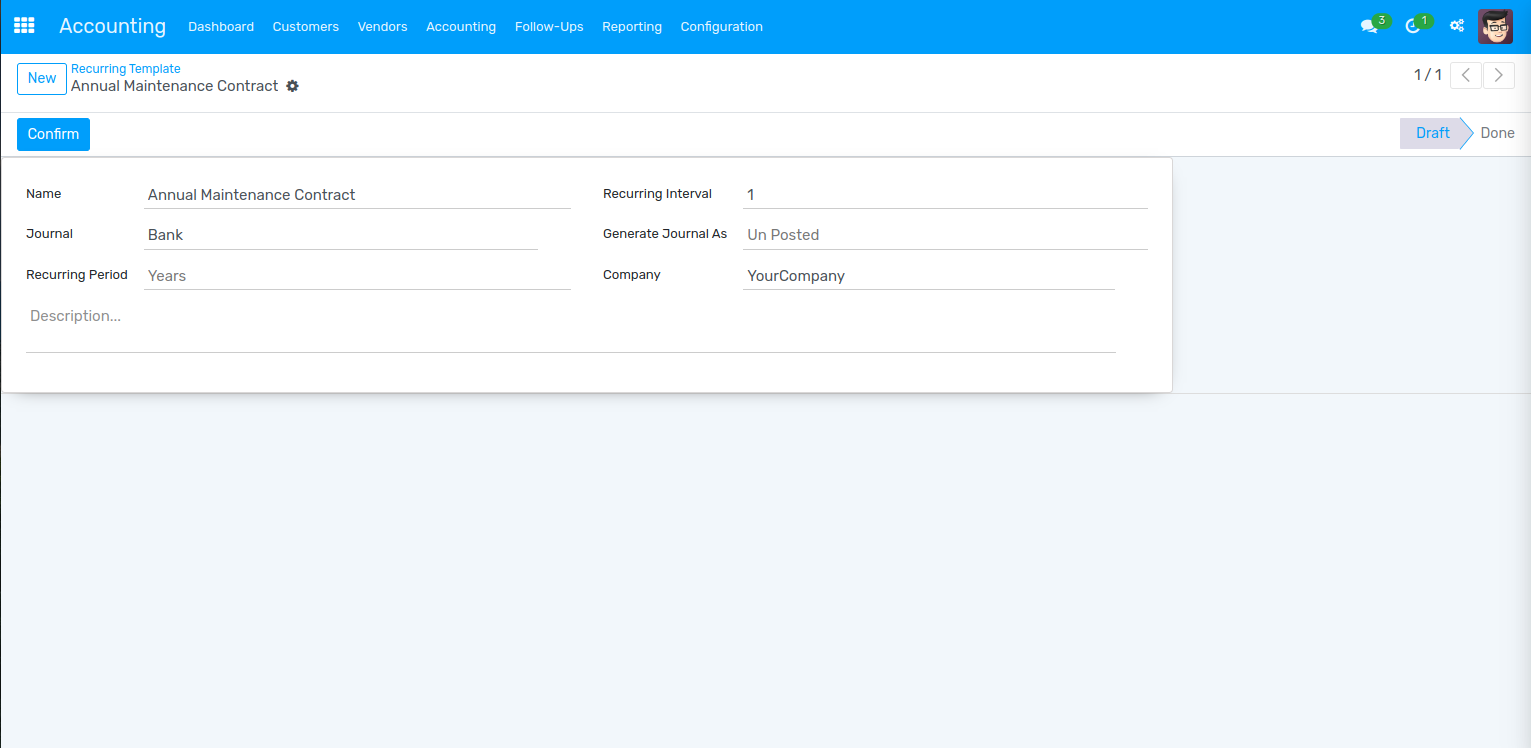 Accounting Dashboard Customers Vendors Accounting Follow-Ups Reporting Configuration 3 1
New Recurring Template 1 / 1
Annual Maintenance Contract
Confirm Draft Done
Name Annual Maintenance Contract Recurring Interval 1
Journal Bank Generate Journal As Un Posted
Recurring Period Years Company YourCompany
Description...